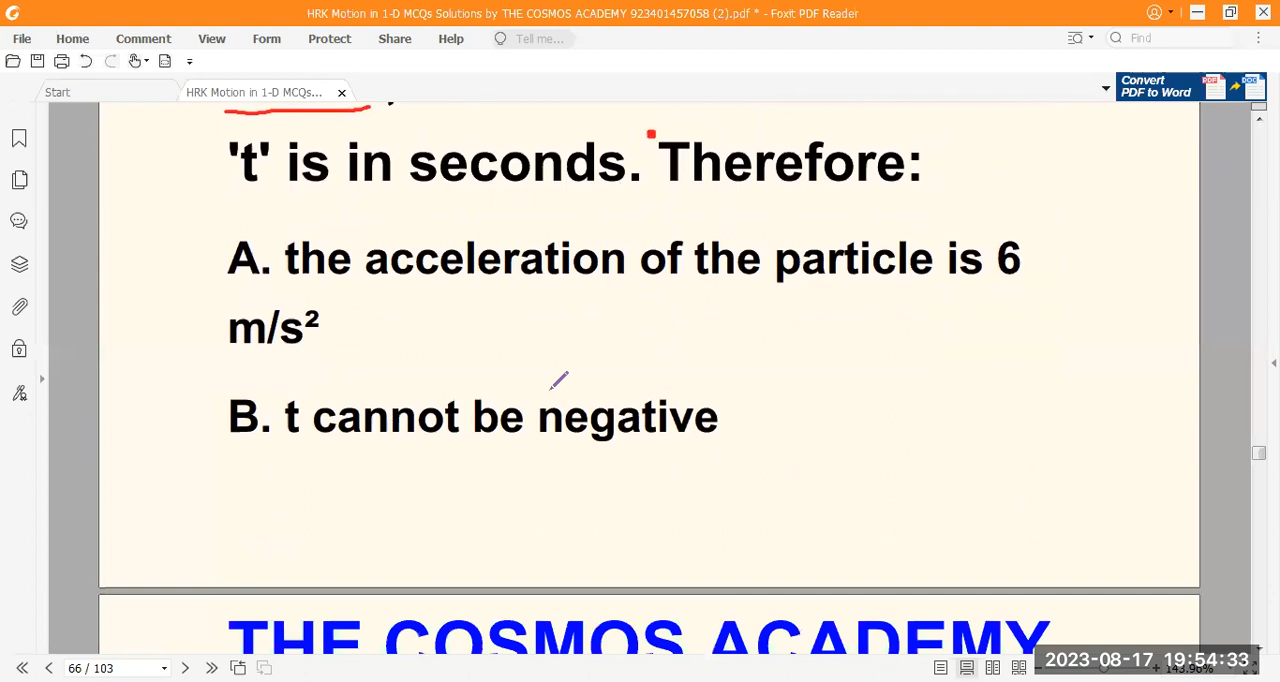 HRK Motion in 1-D MCQs Solutions by THE COSMOS ACADEMY 923401457058 (2).pdf * - Foxit PDF Reader
File Home Comment View Form Protect Share Help Tell me... Find
Start HRK Motion in 1-D MCQs... Convert PDF to Word
't' is in seconds. Therefore:
A. the acceleration of the particle is 6
m/s²
B. t cannot be negative
THE COSMOS ACADEMY
66 / 103
2023-08-17 19:54:33
143.96%